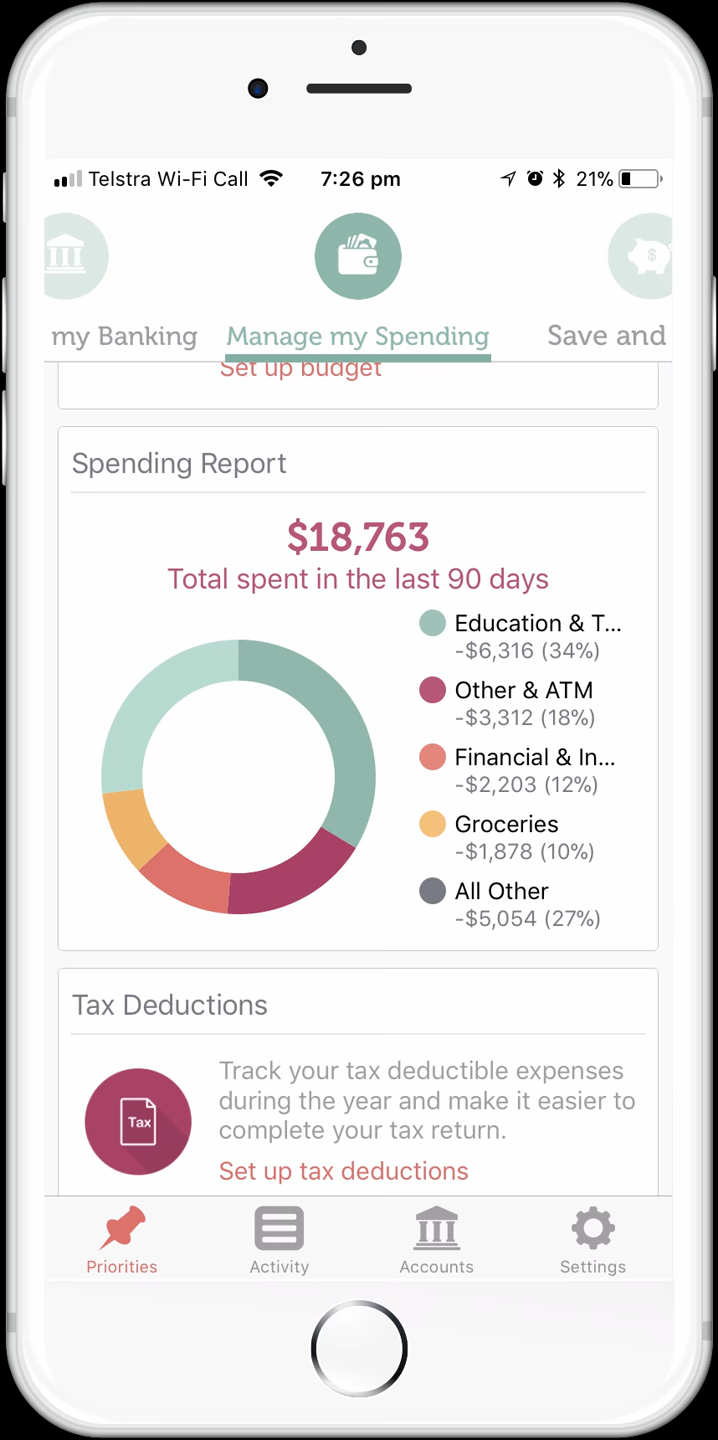 Telstra Wi-Fi Call 7:26 pm 21%
my Banking Manage my Spending Save and
Set up budget
Spending Report
$18,763
Total spent in the last 90 days
Education & T...
-$6,316 (34%)
Other & ATM
-$3,312 (18%)
Financial & In...
-$2,203 (12%)
Groceries
-$1,878 (10%)
All Other
-$5,054 (27%)
Tax Deductions
Tax
Track your tax deductible expenses
during the year and make it easier to
complete your tax return.
Set up tax deductions
Priorities Activity Accounts Settings